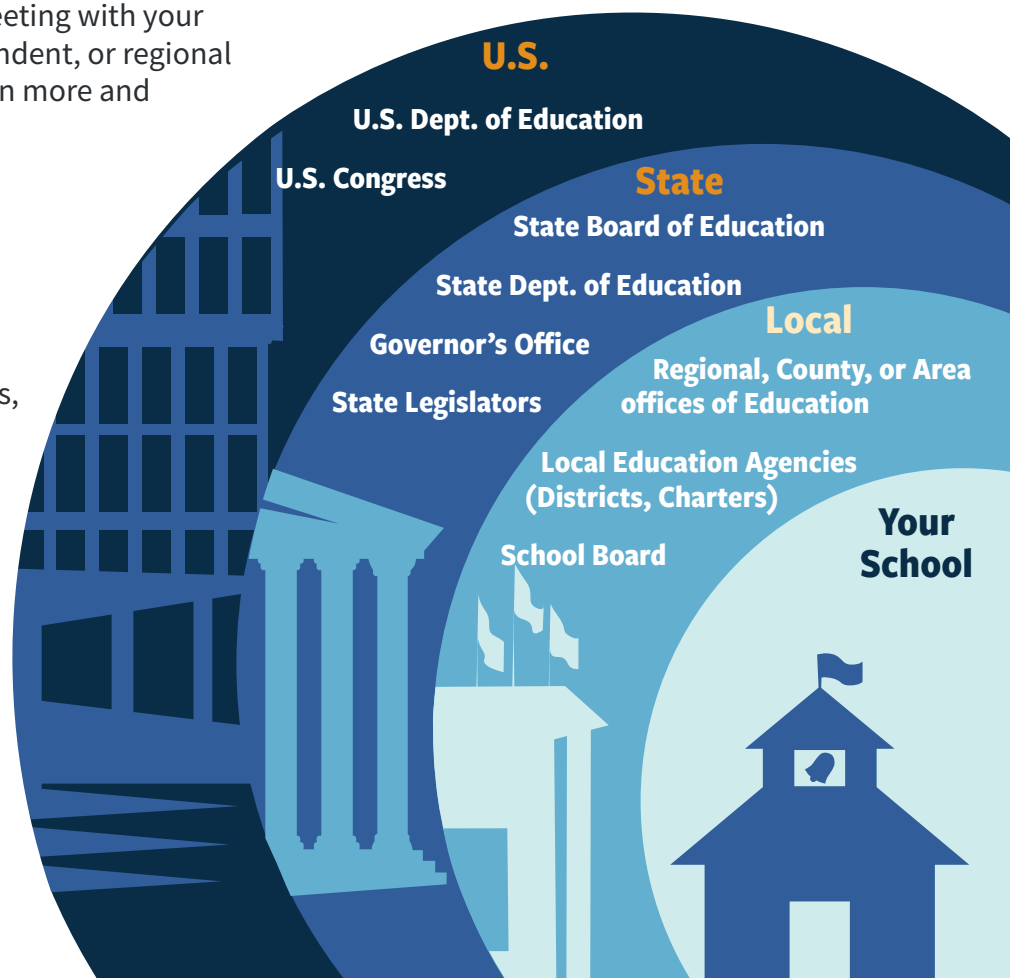 eeting with your
ndent, or regional
n more and
s,
U.S.
U.S. Dept. of Education
U.S. Congress
State
State Board of Education
State Dept. of Education
Governor’s Office
State Legislators
Local
Regional, County, or Area
offices of Education
Local Education Agencies
(Districts, Charters)
School Board
Your
School